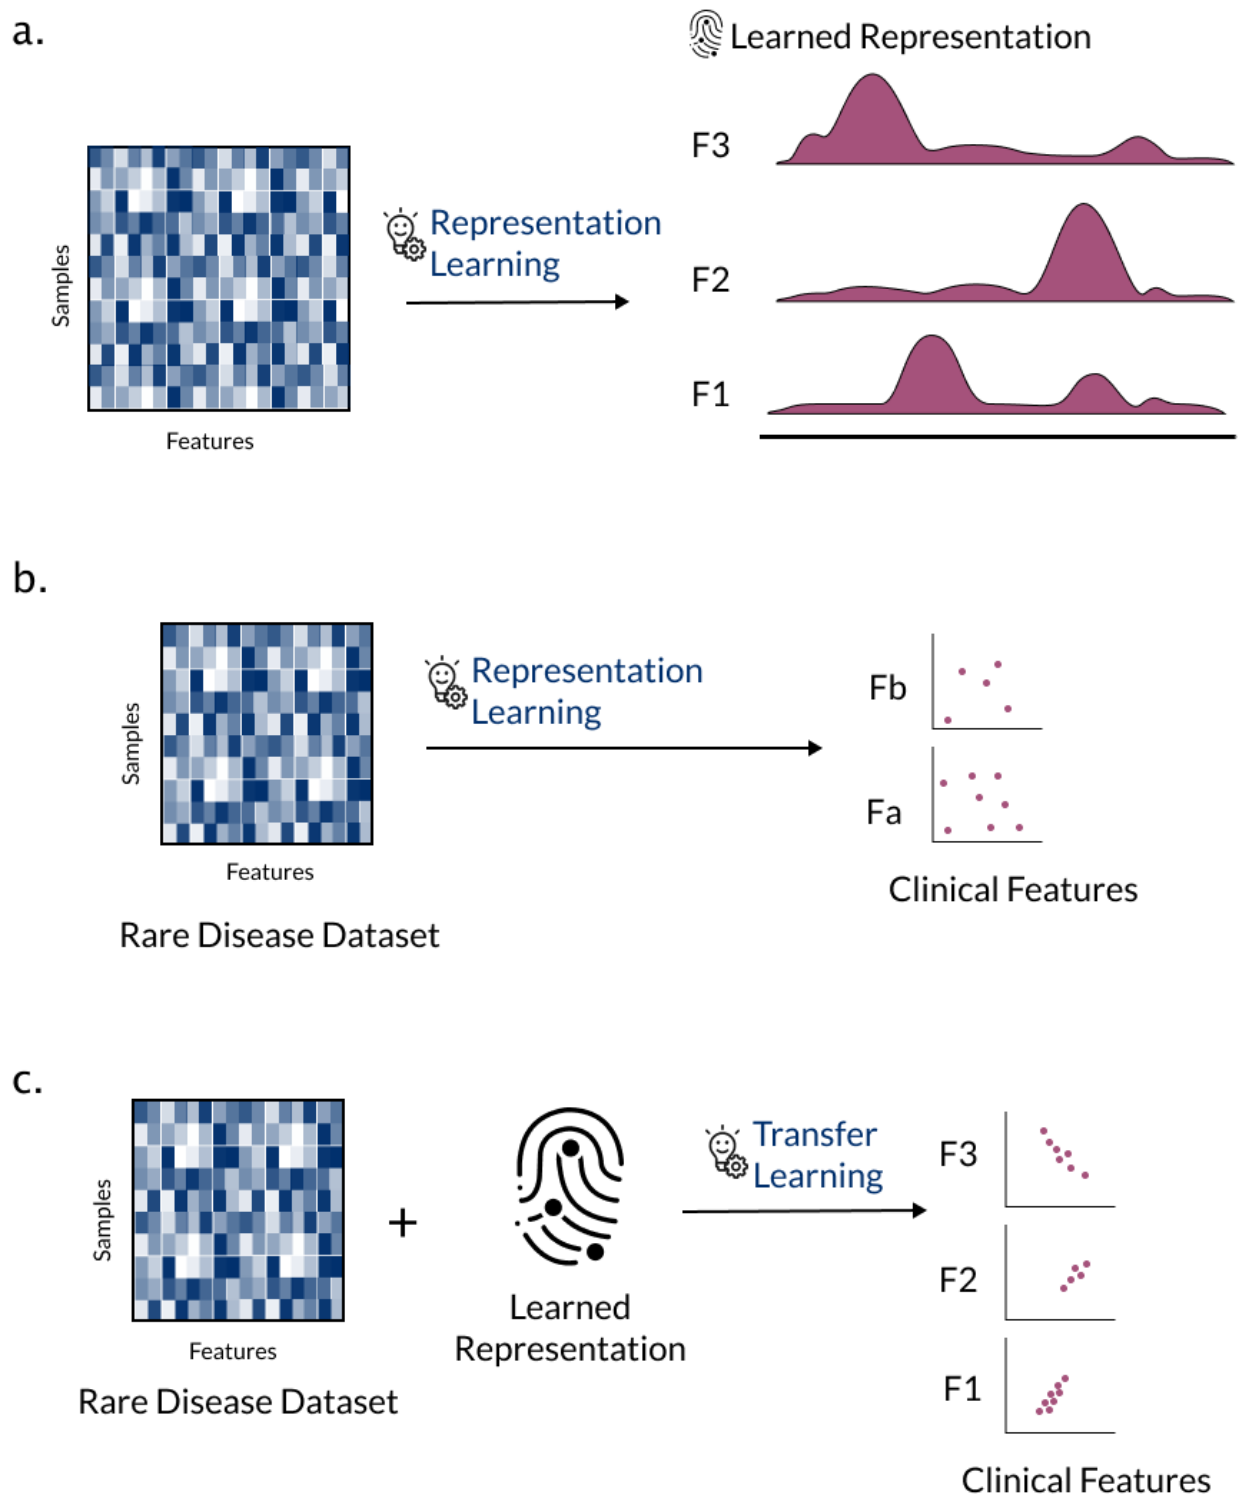 a.
Learned Representation
F3
Samples
Representation
Learning
F2
F1
Features
b.
Samples
Representation
Learning
Fb
Fa
Features
Clinical Features
Rare Disease Dataset
c.
Samples
+
Transfer
Learning
F3
F2
Learned
Representation
F1
Features
Rare Disease Dataset
Clinical Features